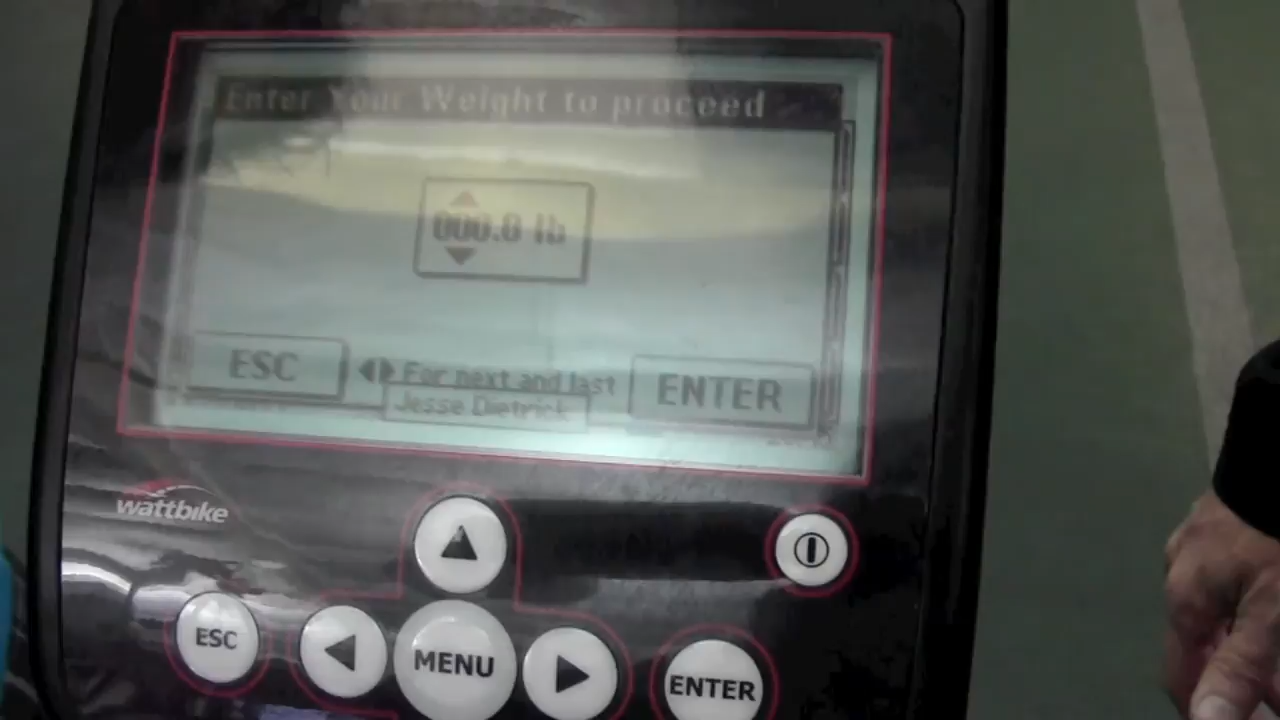 Enter Your Weight to proceed
000.0 lb
ESC
For next and last
ENTER
Jesse Dietrick
wattbike
ESC
MENU
ENTER